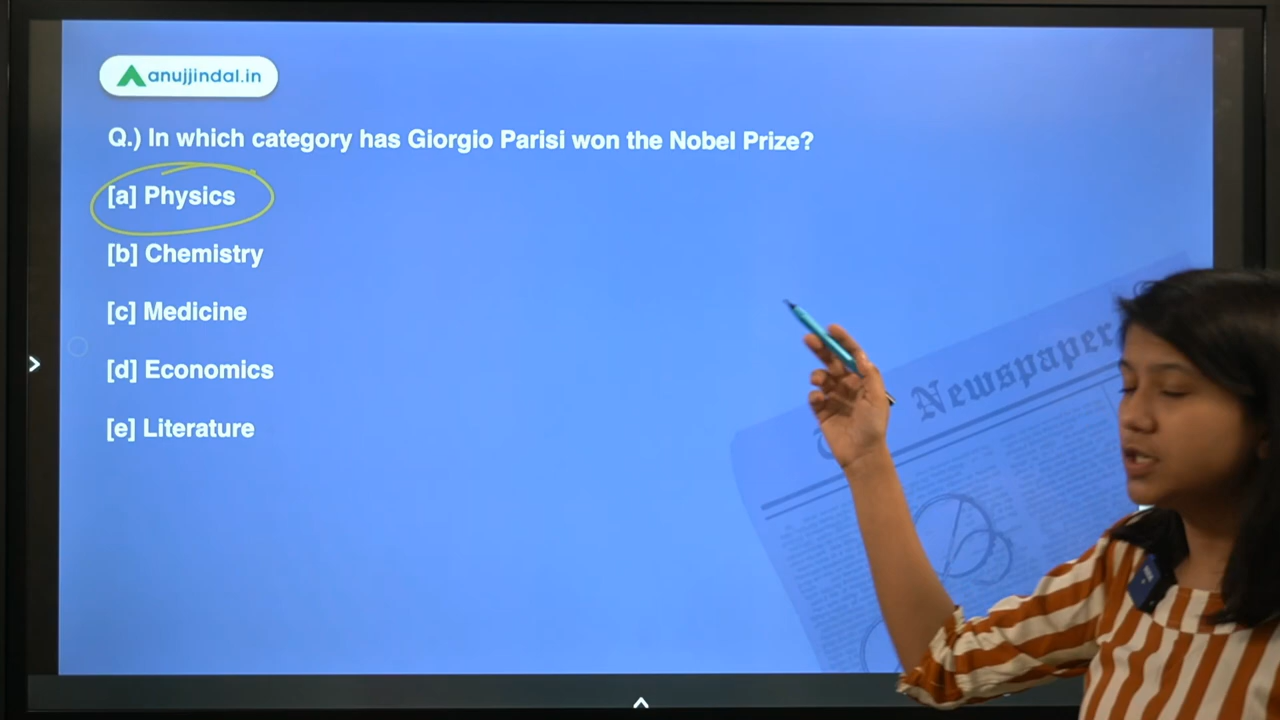 anujjindal.in
Q.) In which category has Giorgio Parisi won the Nobel Prize?
[a] Physics
[b] Chemistry
[c] Medicine
[d] Economics
[e] Literature
Newspaper